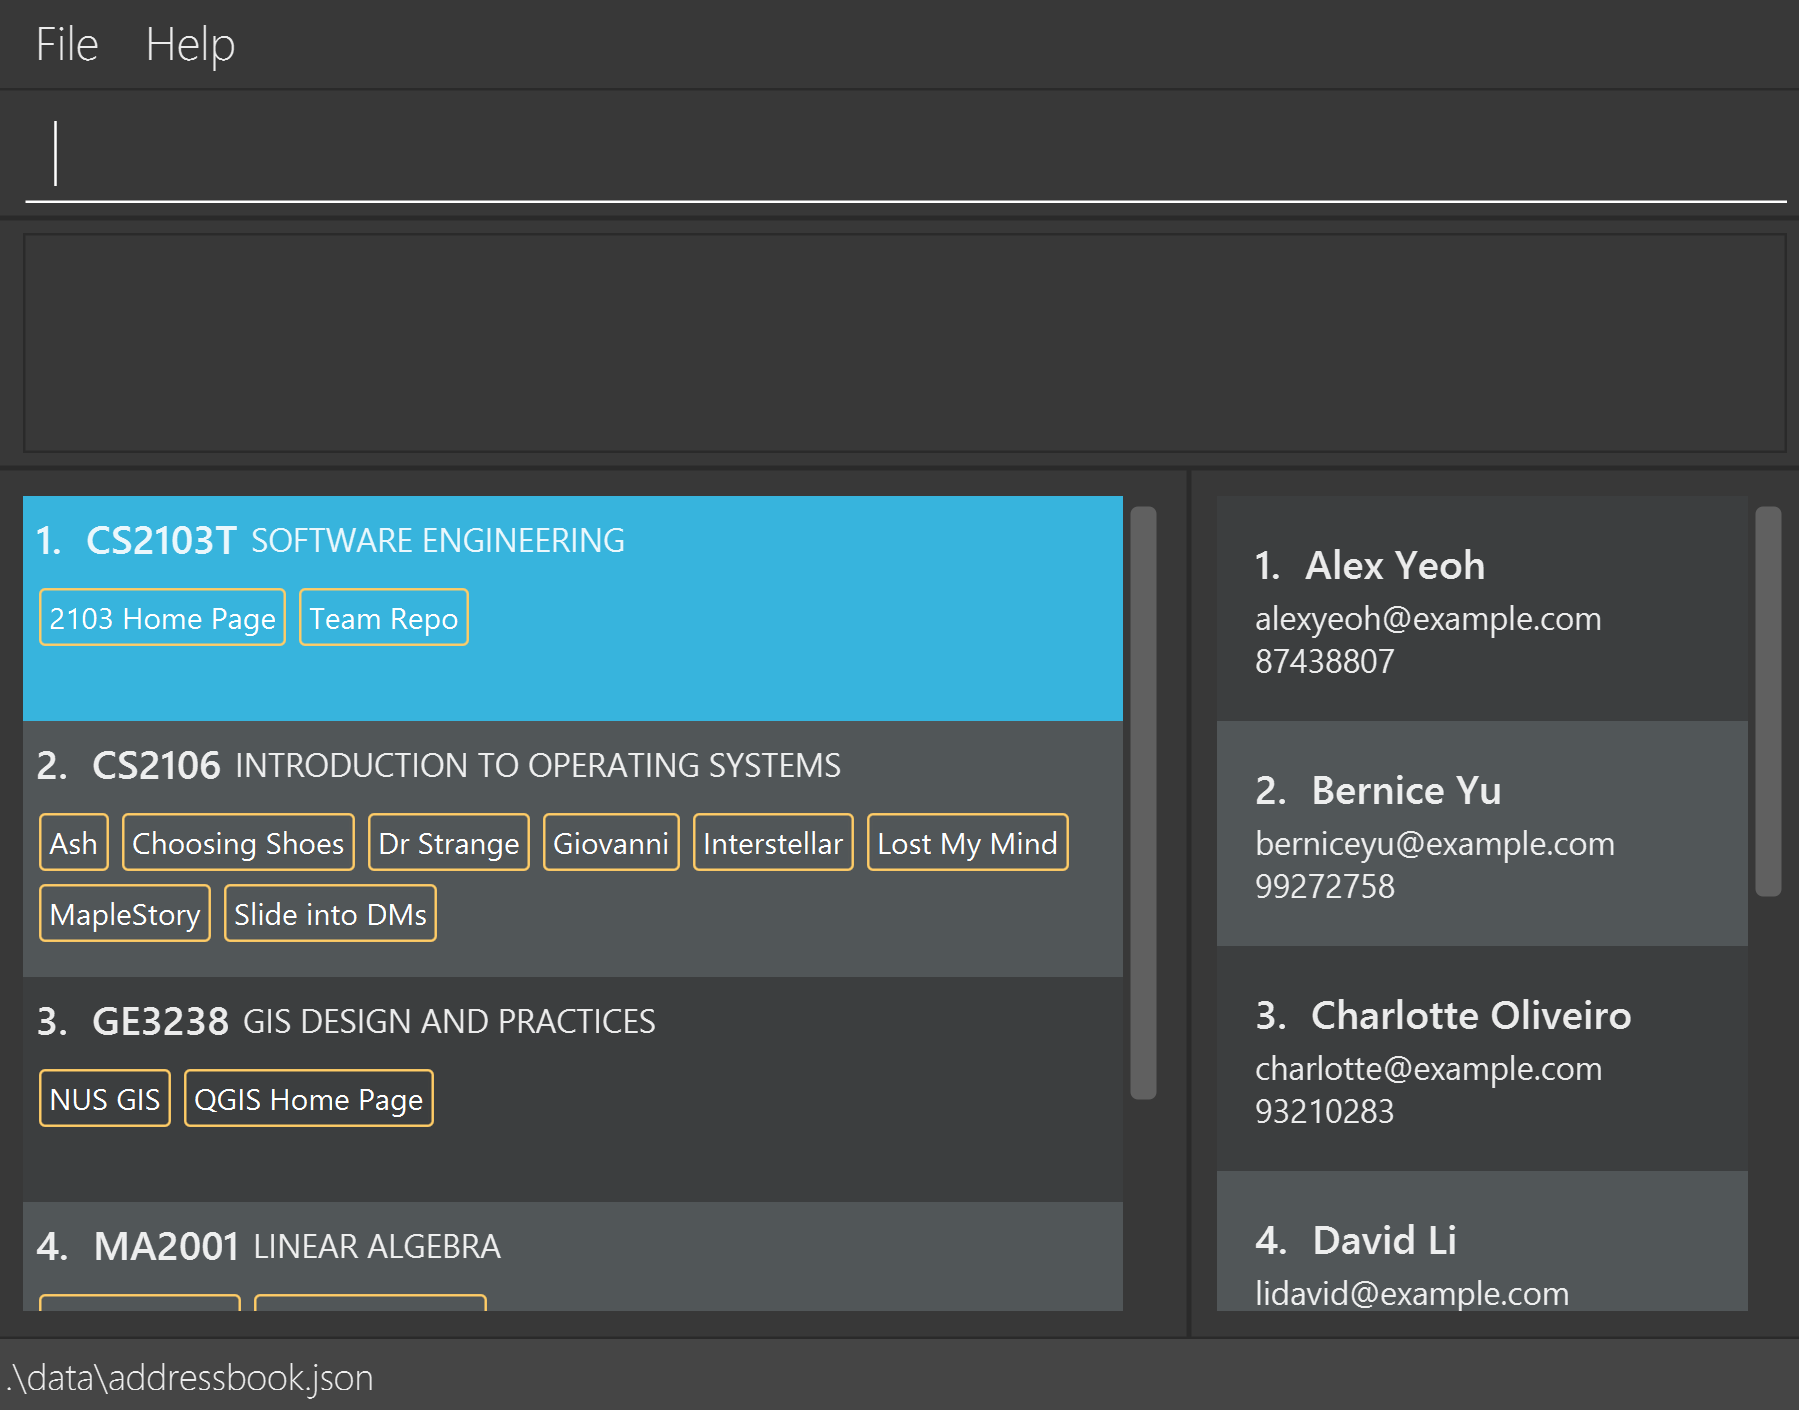 File Help
1. CS2103T SOFTWARE ENGINEERING
2103 Home Page Team Repo
2. CS2106 INTRODUCTION TO OPERATING SYSTEMS
Ash Choosing Shoes Dr Strange Giovanni Interstellar Lost My Mind
MapleStory Slide into DMs
3. GE3238 GIS DESIGN AND PRACTICES
NUS GIS QGIS Home Page
4. MA2001 LINEAR ALGEBRA
1. Alex Yeoh
alexyeoh@example.com
87438807
2. Bernice Yu
berniceyu@example.com
99272758
3. Charlotte Oliveiro
charlotte@example.com
93210283
4. David Li
lidavid@example.com
.\data\addressbook.json